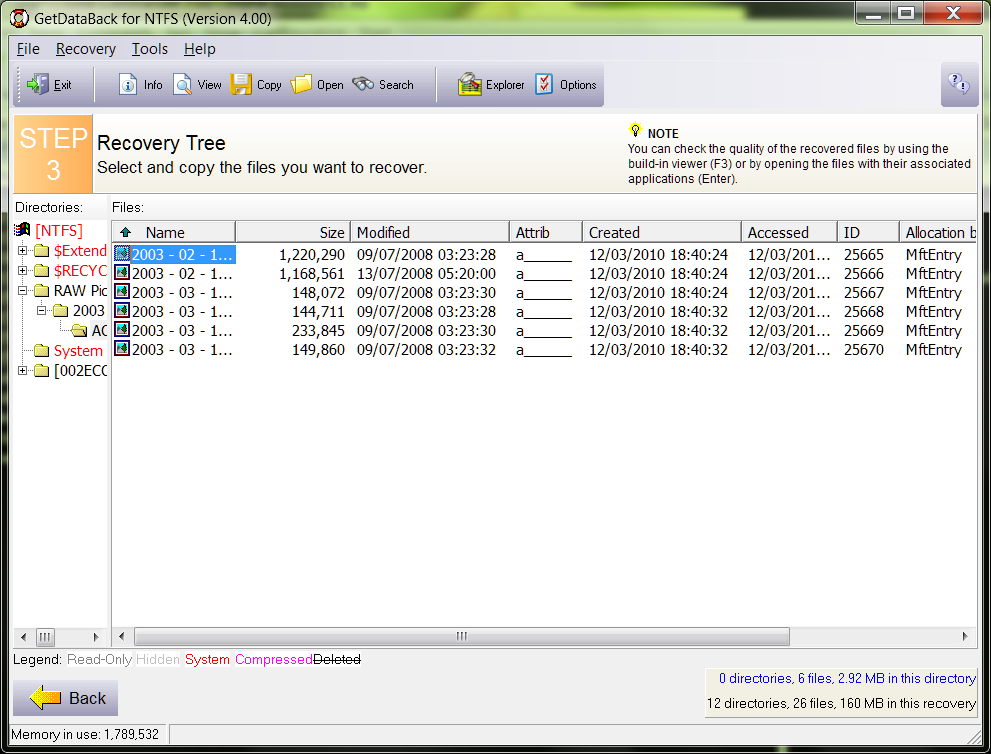 GetDataBack for NTFS (Version 4.00)
File Recovery Tools Help
Exit Info View Copy Open Search Explorer Options
STEP 3
Recovery Tree
Select and copy the files you want to recover.
NOTE
You can check the quality of the recovered files by using the
build-in viewer (F3) or by opening the files with their associated
applications (Enter).
Directories:
[NTFS]
$Extend
$RECYC
RAW Pic
2003
AC
System
[002ECC
Files:
Name Size Modified Attrib Created Accessed ID Allocation b
2003 - 02 - 1... 1,220,290 09/07/2008 03:23:28 a______ 12/03/2010 18:40:24 12/03/201... 25665 MftEntry
2003 - 02 - 1... 1,168,561 13/07/2008 05:20:00 a______ 12/03/2010 18:40:24 12/03/201... 25666 MftEntry
2003 - 03 - 1... 148,072 09/07/2008 03:23:30 a______ 12/03/2010 18:40:24 12/03/201... 25667 MftEntry
2003 - 03 - 1... 144,711 09/07/2008 03:23:28 a______ 12/03/2010 18:40:32 12/03/201... 25668 MftEntry
2003 - 03 - 1... 233,845 09/07/2008 03:23:30 a______ 12/03/2010 18:40:32 12/03/201... 25669 MftEntry
2003 - 03 - 1... 149,860 09/07/2008 03:23:32 a______ 12/03/2010 18:40:32 12/03/201... 25670 MftEntry
Legend: Read-Only Hidden System Compressed Deleted
Back
0 directories, 6 files, 2.92 MB in this directory
12 directories, 26 files, 160 MB in this recovery
Memory in use: 1,789,532